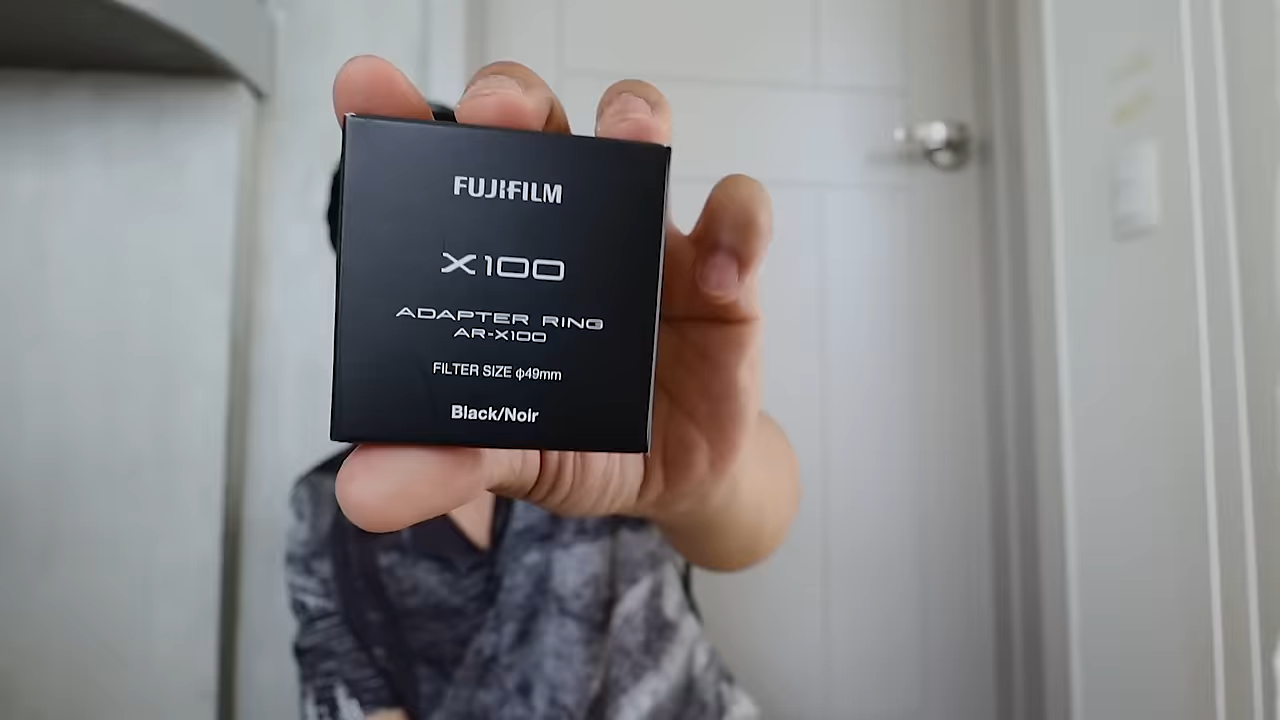 FUJIFILM
X100
ADAPTER RING
AR-X100
FILTER SIZE φ49mm
Black/Noir